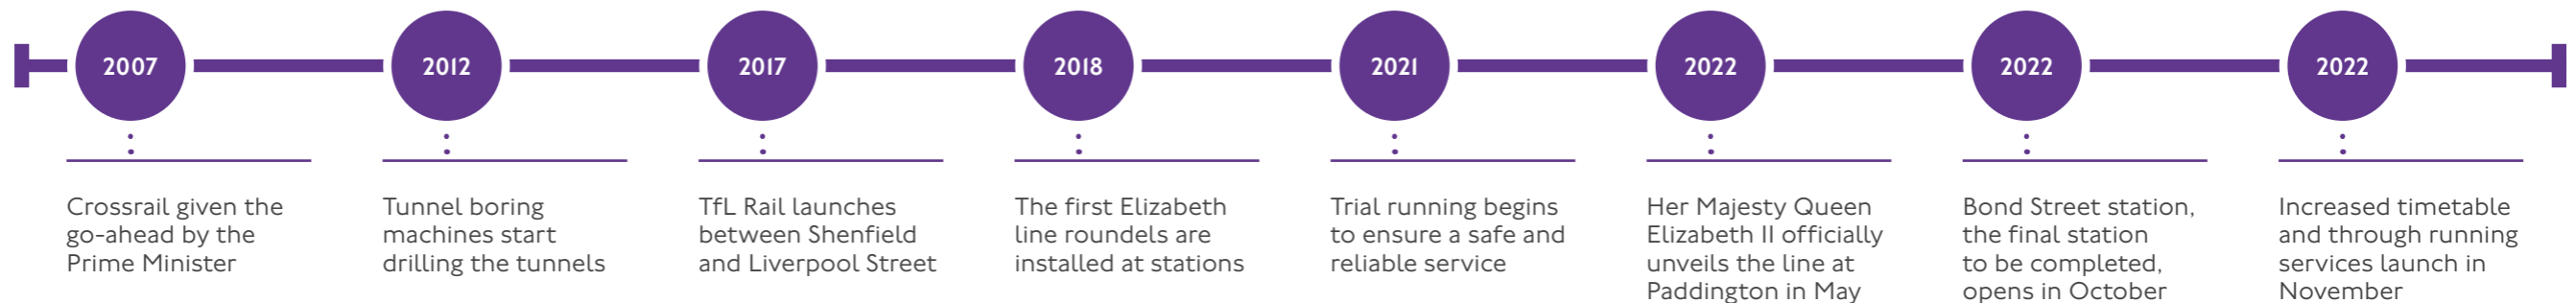 2007
2012
2017
2018
2021
2022
2022
2022
Crossrail given the
go-ahead by the
Prime Minister
Tunnel boring
machines start
drilling the tunnels
TfL Rail launches
between Shenfield
and Liverpool Street
The first Elizabeth
line roundels are
installed at stations
Trial running begins
to ensure a safe and
reliable service
Her Majesty Queen
Elizabeth II officially
unveils the line at
Paddington in May
Bond Street station,
the final station
to be completed,
opens in October
Increased timetable
and through running
services launch in
November